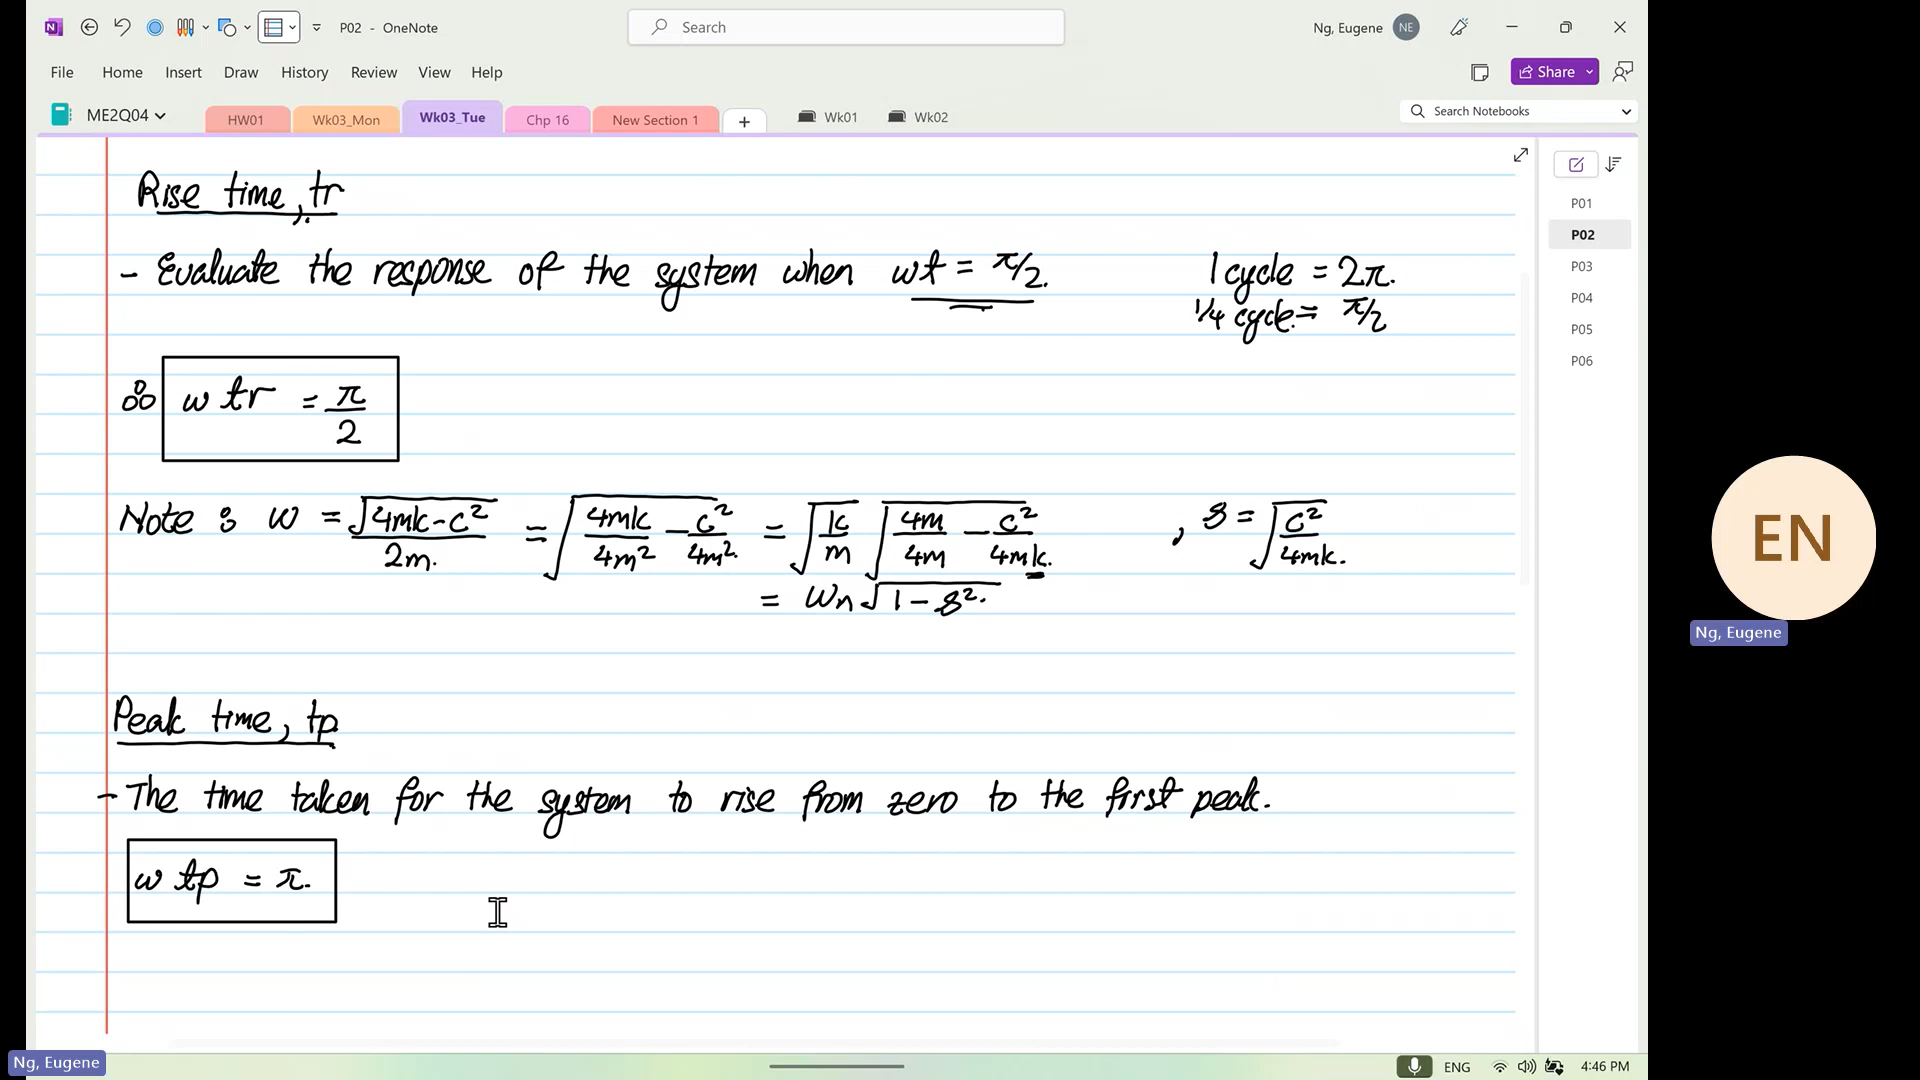 P02 - OneNote
Search
Ng, Eugene
NE
File Home Insert Draw History Review View Help
Share
ME2Q04
HW01
Wk03_Mon
Wk03_Tue
Chp 16
New Section 1
+
Wk01
Wk02
Search Notebooks
P01
P02
P03
P04
P05
P06
Rise time, tr
- Evaluate the response of the system when ωt = π/2.
1 cycle = 2π.
1/4 cycle = π/2
∴ ω tr = π/2
Note : ω = √(4mk-c²)/2m. = √(4mk/4m² - c²/4m²) = √(k/m) √(4m/4m - c²/4mk) , ζ = √(c²/4mk).
= ωn √(1 - ζ²)
Peak time, tp
- The time taken for the system to rise from zero to the first peak.
ω tp = π.
EN
Ng, Eugene
Ng, Eugene
ENG
4:46 PM